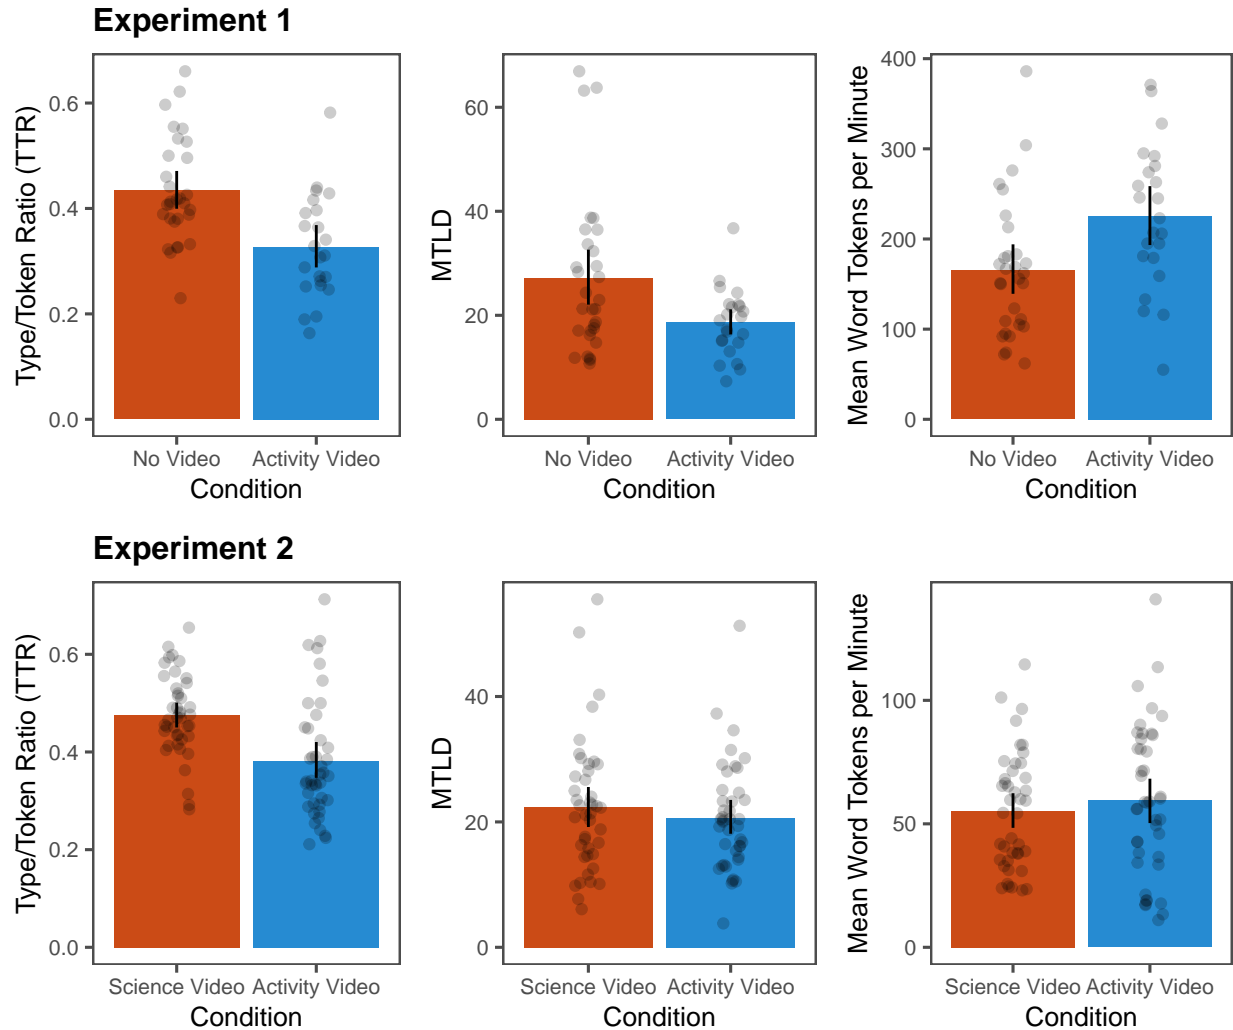 Experiment 1
Type/Token Ratio (TTR)
0.6
0.4
0.2
0.0
No Video Activity Video
Condition
MTLD
60
40
20
0
No Video Activity Video
Condition
Mean Word Tokens per Minute
400
300
200
100
0
No Video Activity Video
Condition
Experiment 2
Type/Token Ratio (TTR)
0.6
0.4
0.2
0.0
Science Video Activity Video
Condition
MTLD
40
20
0
Science Video Activity Video
Condition
Mean Word Tokens per Minute
100
50
0
Science Video Activity Video
Condition